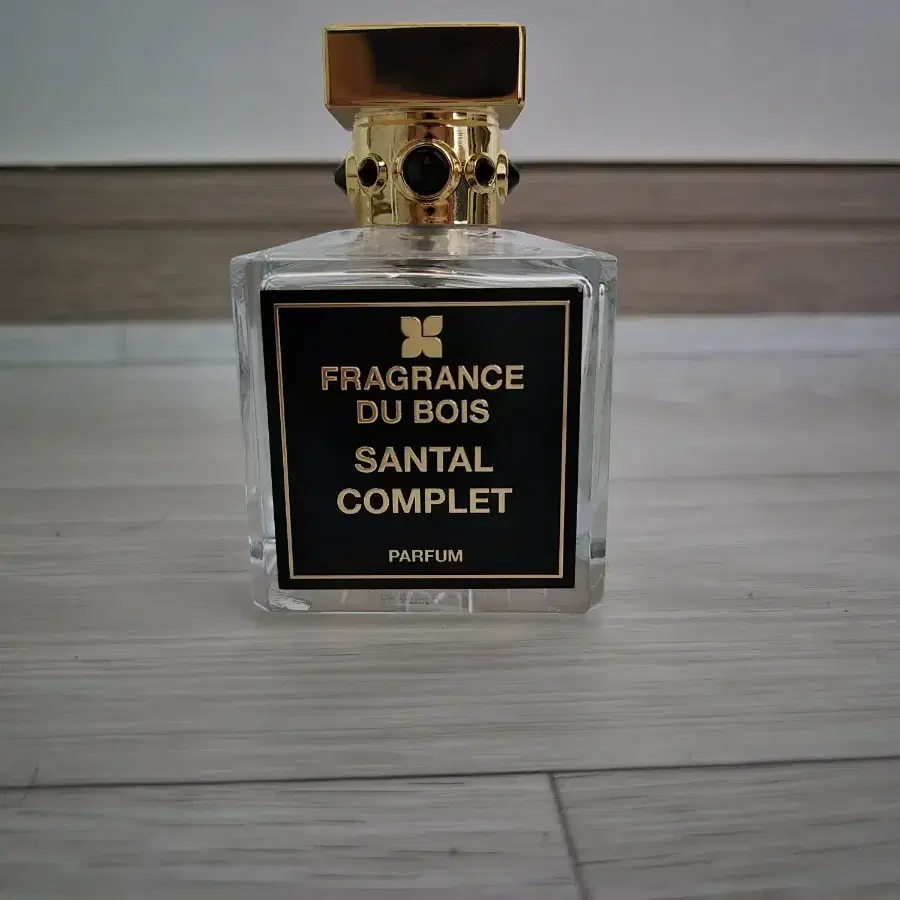 FRAGRANCE
DU BOIS
SANTAL
COMPLET
PARFUM